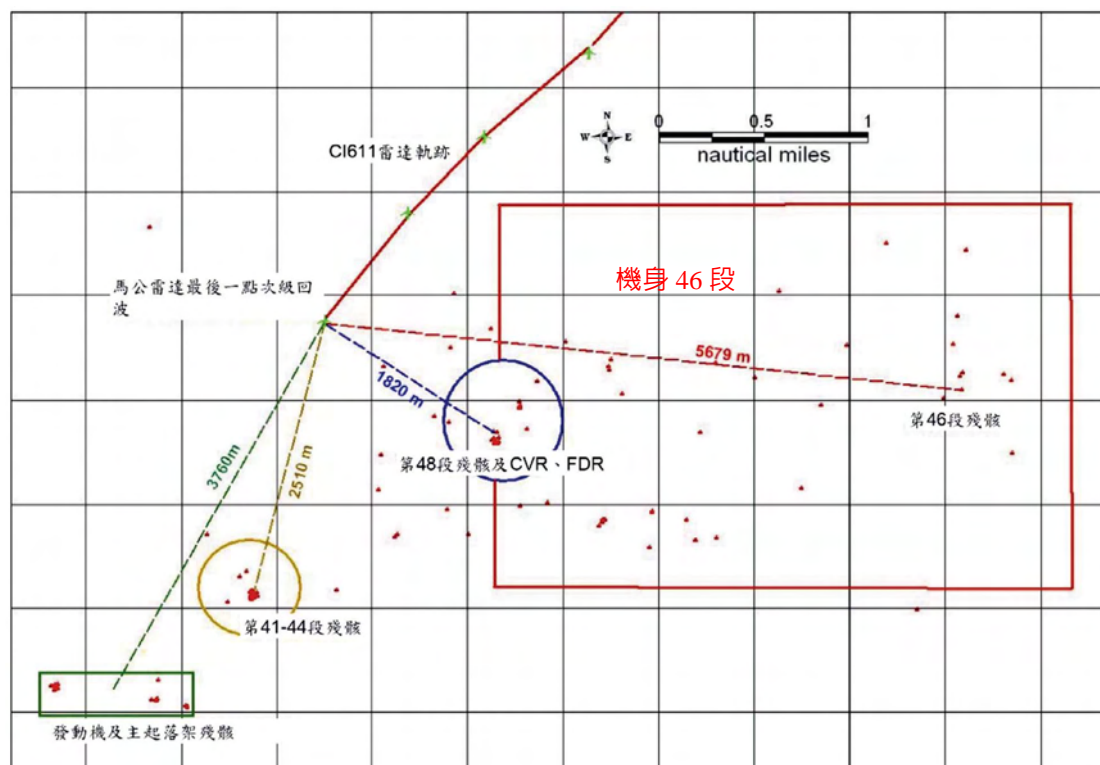 N
W E
S
0 0.5 1
nautical miles
CI611雷達軌跡
機身 46 段
馬公雷達最後一點次級回
波
5679 m
1820 m
第46段殘骸
3760m
2510 m
第48段殘骸及CVR、FDR
第41-44段殘骸
發動機及主起落架殘骸